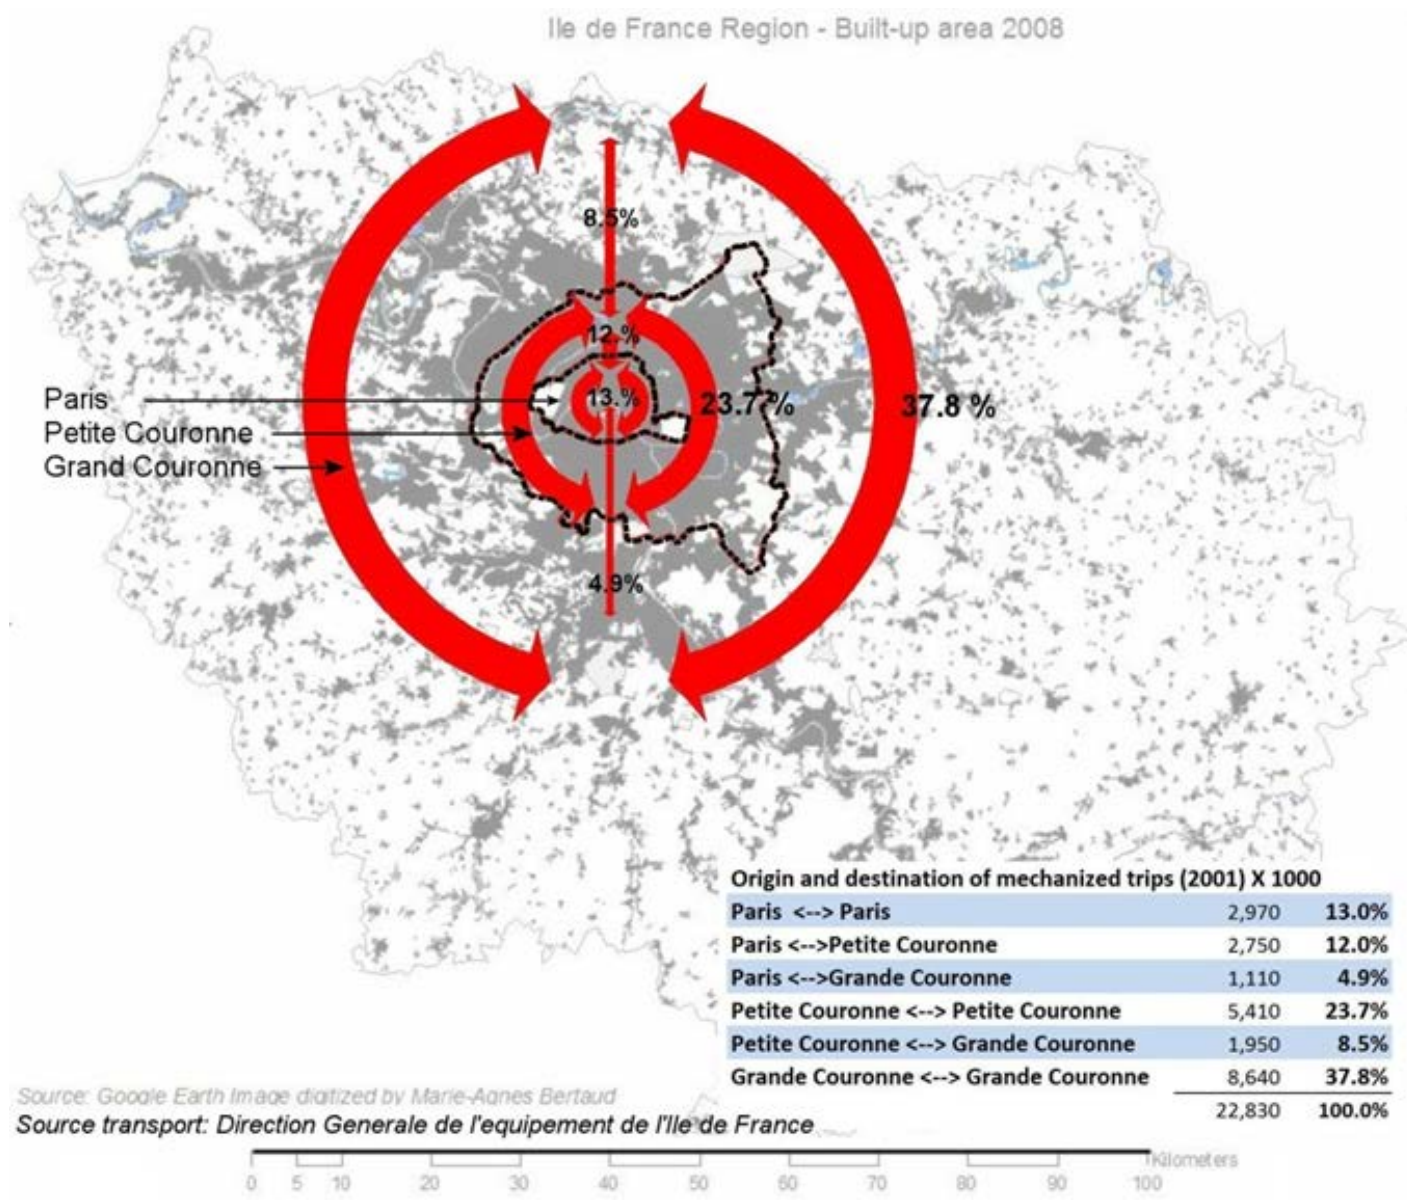 Ile de France Region - Built-up area 2008
8.5%
12.%
13.%
23.7%
37.8 %
Paris
Petite Couronne
Grand Couronne
4.9%
Origin and destination of mechanized trips (2001) X 1000
Paris <--> Paris 2,970 13.0%
Paris <-->Petite Couronne 2,750 12.0%
Paris <-->Grande Couronne 1,110 4.9%
Petite Couronne <--> Petite Couronne 5,410 23.7%
Petite Couronne <--> Grande Couronne 1,950 8.5%
Grande Couronne <--> Grande Couronne 8,640 37.8%
22,830 100.0%
Source: Google Earth Image digitized by Marie-Agnes Bertaud
Source transport: Direction Generale de l'equipement de l'Ile de France
Kilometers
0 5 10 20 30 40 50 60 70 80 90 100